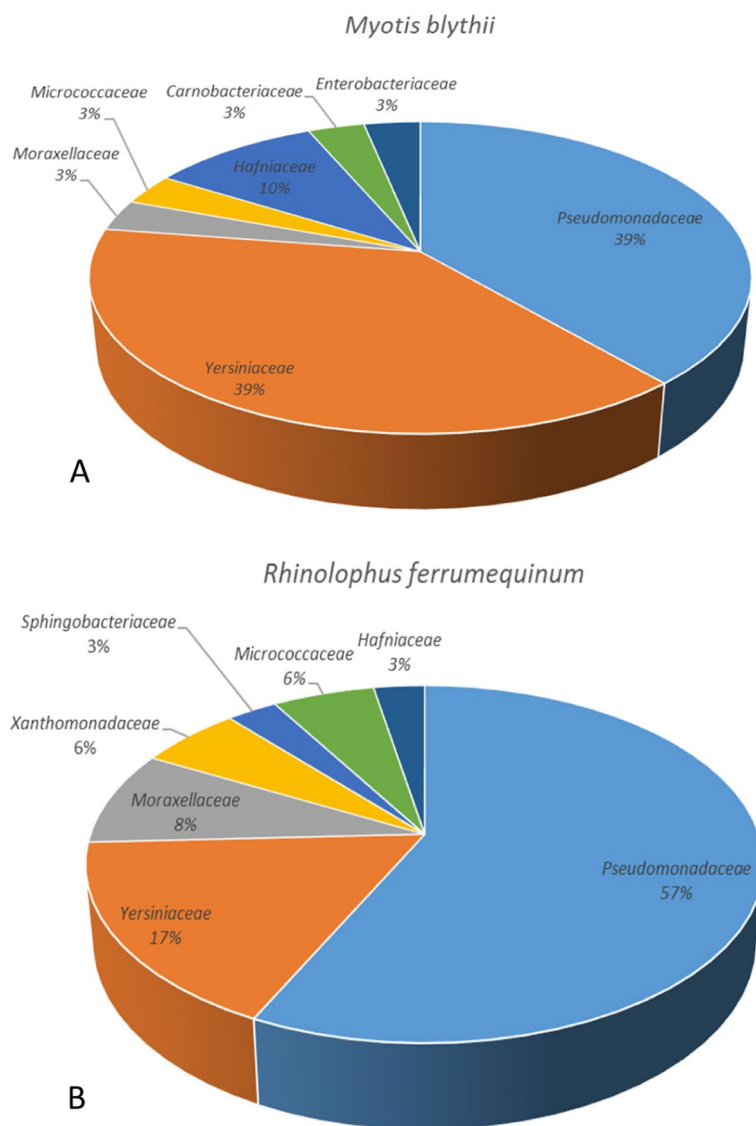 Myotis blythii
Enterobacteriaceae
3%
Carnobacteriaceae
3%
Micrococcaceae
3%
Moraxellaceae
3%
Hafniaceae
10%
Pseudomonadaceae
39%
Yersiniaceae
39%
A
Rhinolophus ferrumequinum
Sphingobacteriaceae
3%
Micrococcaceae
6%
Hafniaceae
3%
Xanthomonadaceae
6%
Moraxellaceae
8%
Pseudomonadaceae
57%
Yersiniaceae
17%
B